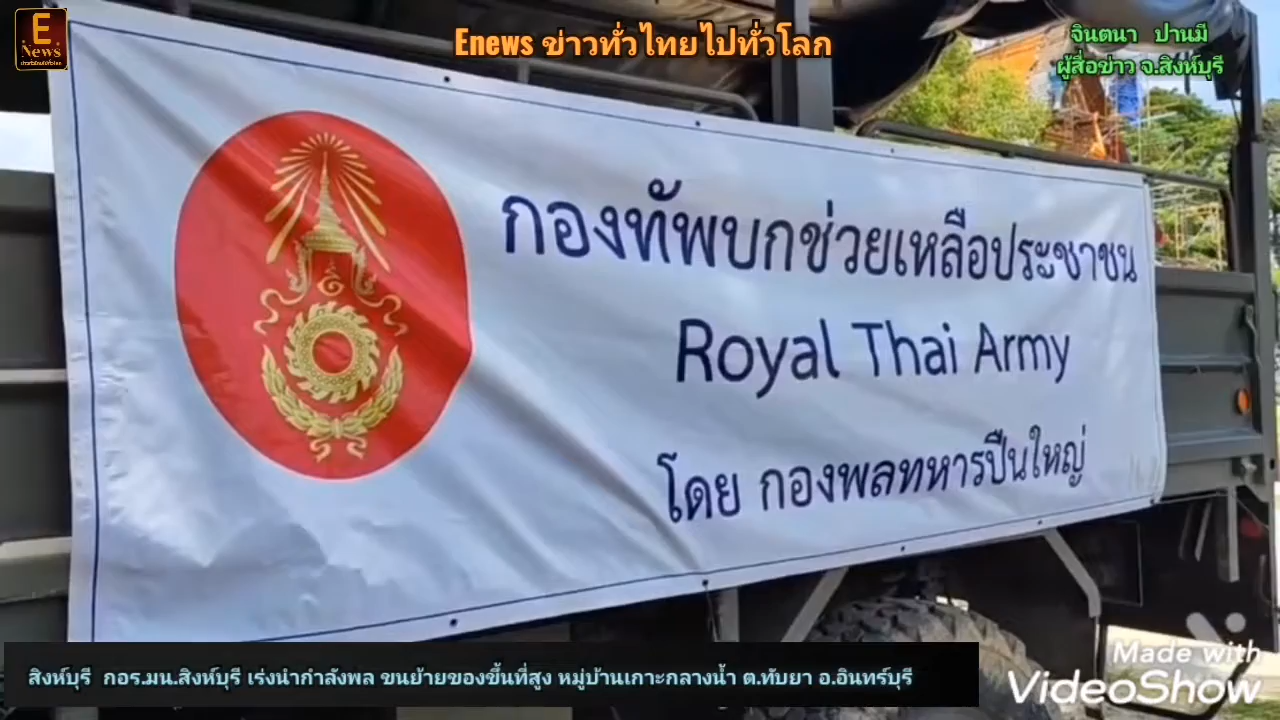 E.
News
Enews ข่าวทั่วไทยไปทั่วโลก
จินตนา ปานมี
ผู้สื่อข่าว จ.สิงห์บุรี
กองทัพบกช่วยเหลือประชาชน
Royal Thai Army
โดย กองพลทหารปืนใหญ่
สิงห์บุรี กอร.มน.สิงห์บุรี เร่งนำกำลังพล ขนย้ายของขึ้นที่สูง หมู่บ้านเกาะกลางน้ำ ต.ทับยา อ.อินทร์บุรี
Made with
VideoShow